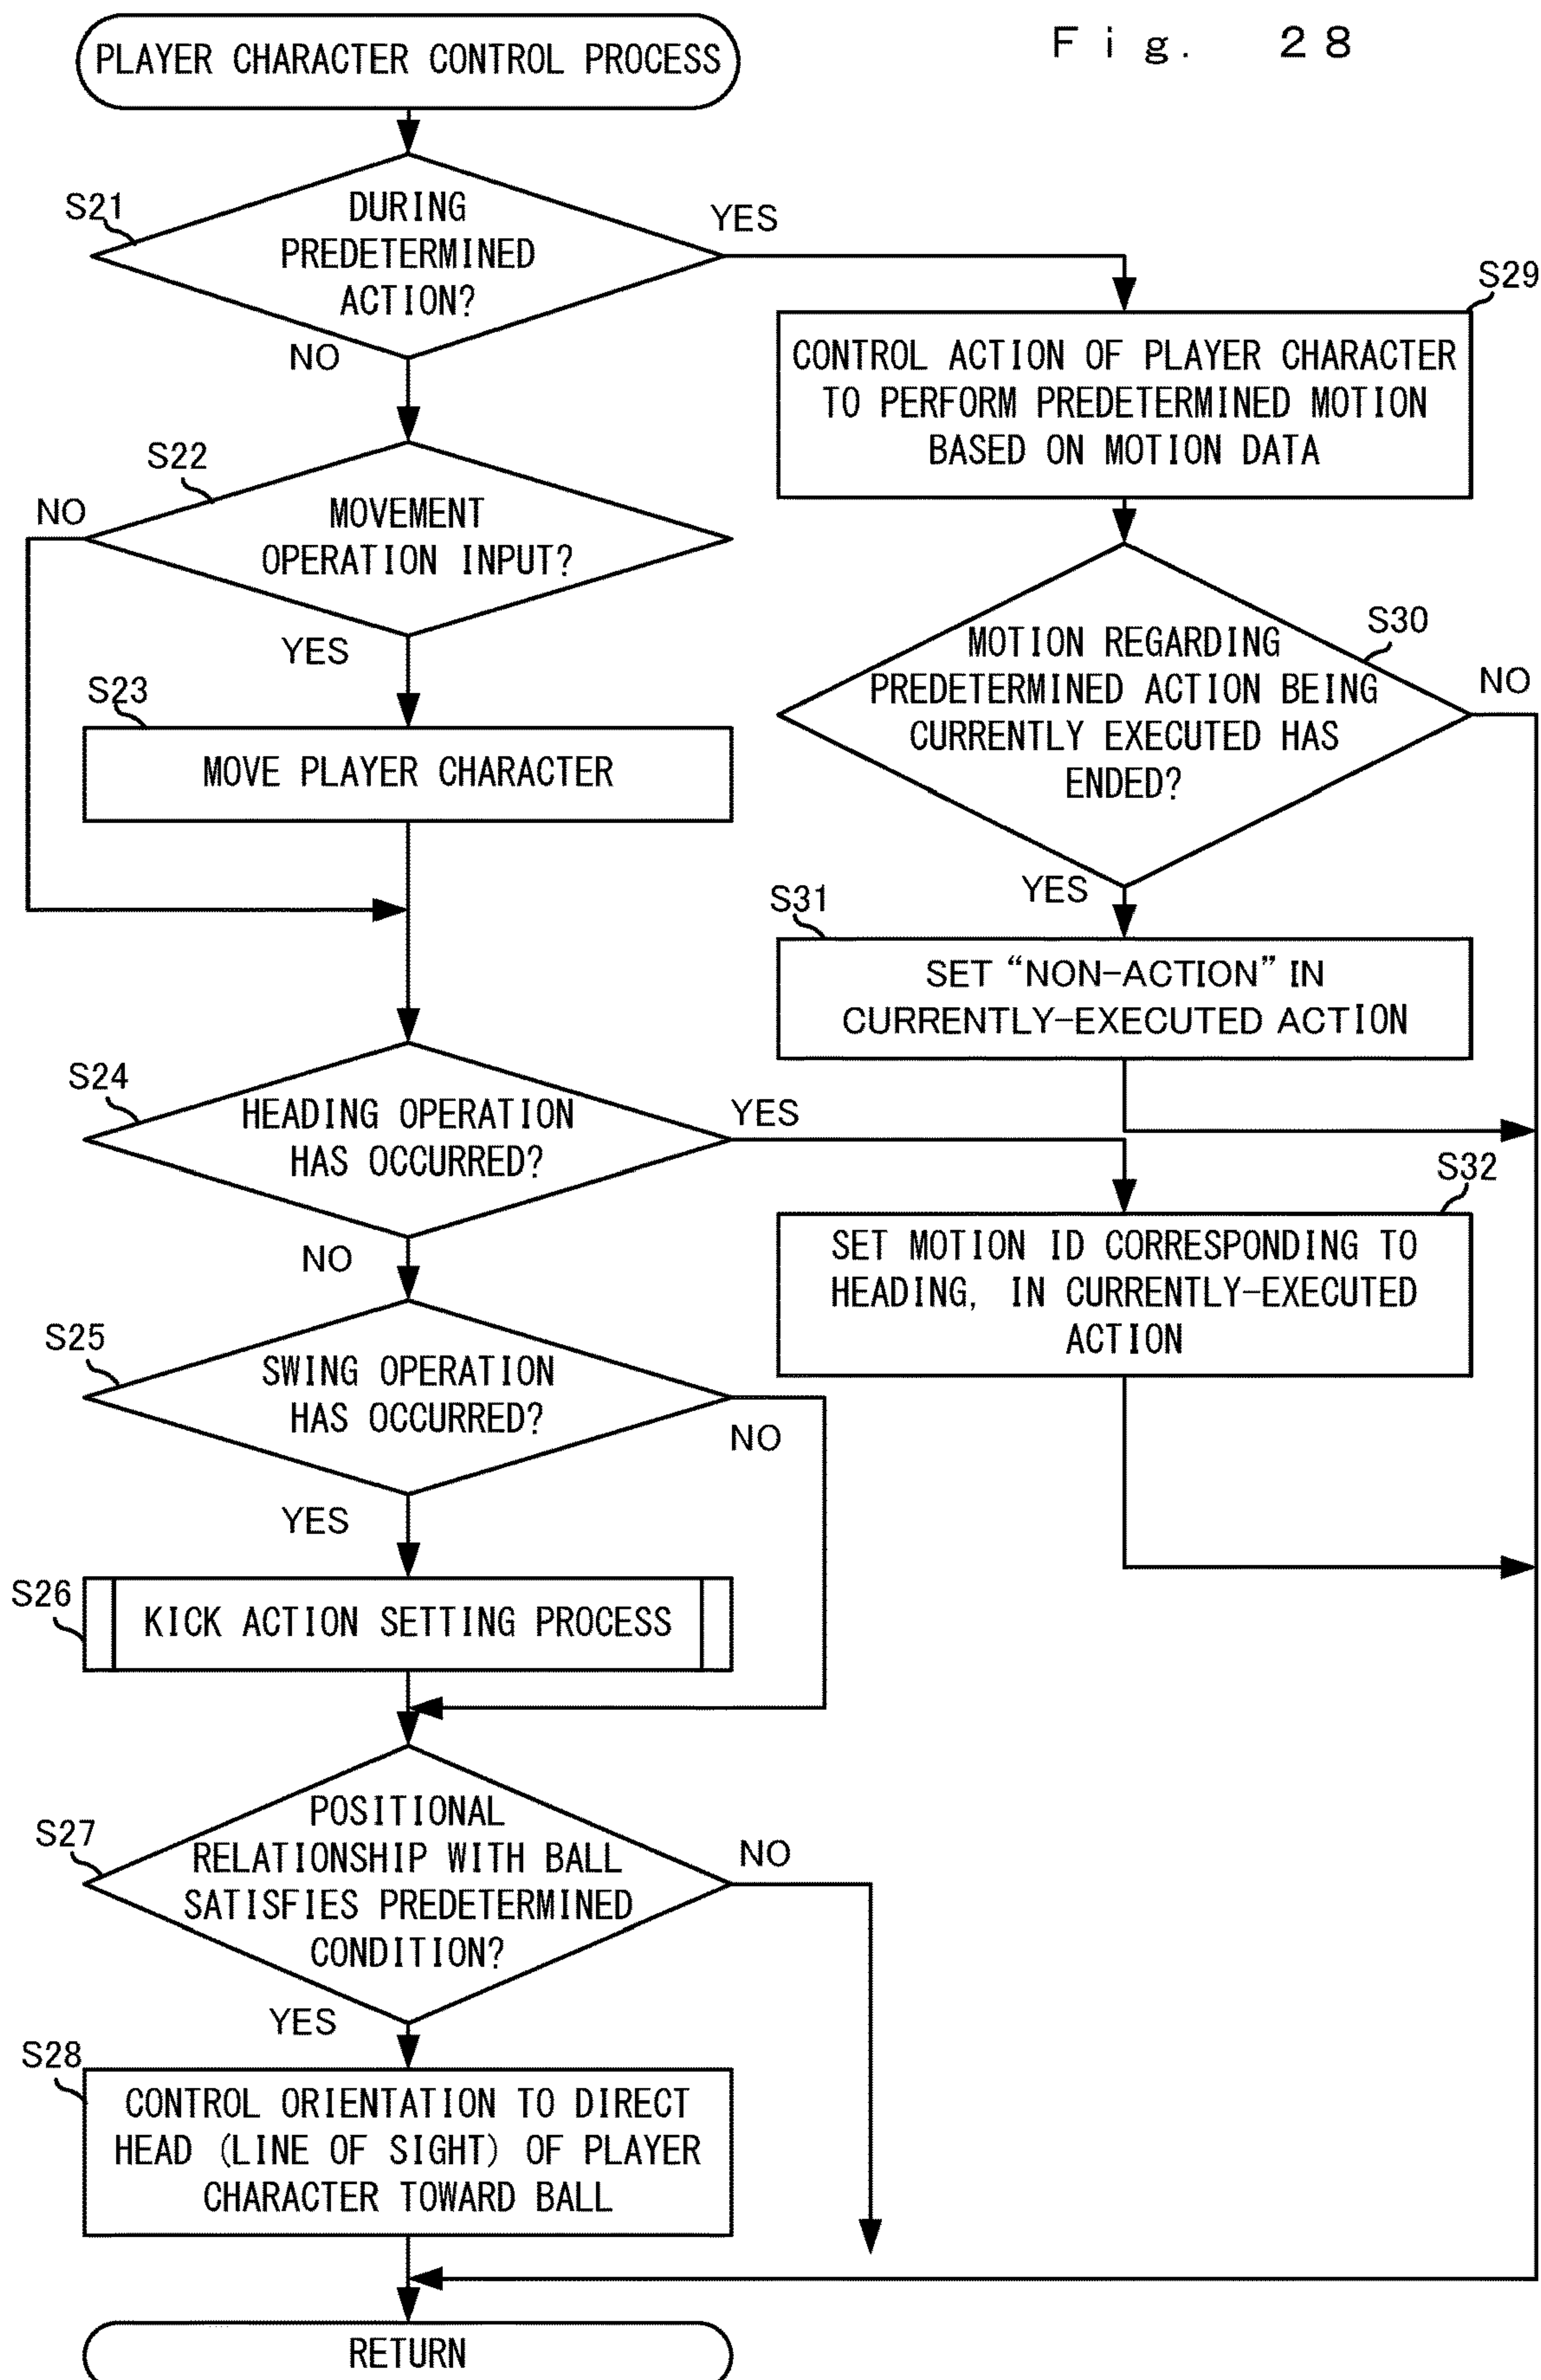 Fig. 28
PLAYER CHARACTER CONTROL PROCESS
S21
DURING
PREDETERMINED
ACTION?
YES
NO
S29
CONTROL ACTION OF PLAYER CHARACTER
TO PERFORM PREDETERMINED MOTION
BASED ON MOTION DATA
S22
NO
MOVEMENT
OPERATION INPUT?
YES
S30
MOTION REGARDING
PREDETERMINED ACTION BEING
CURRENTLY EXECUTED HAS
ENDED?
NO
YES
S23
MOVE PLAYER CHARACTER
S31
SET “NON-ACTION” IN
CURRENTLY-EXECUTED ACTION
S24
HEADING OPERATION
HAS OCCURRED?
YES
NO
S32
SET MOTION ID CORRESPONDING TO
HEADING, IN CURRENTLY-EXECUTED
ACTION
S25
SWING OPERATION
HAS OCCURRED?
NO
YES
S26
KICK ACTION SETTING PROCESS
S27
POSITIONAL
RELATIONSHIP WITH BALL
SATISFIES PREDETERMINED
CONDITION?
NO
YES
S28
CONTROL ORIENTATION TO DIRECT
HEAD (LINE OF SIGHT) OF PLAYER
CHARACTER TOWARD BALL
RETURN